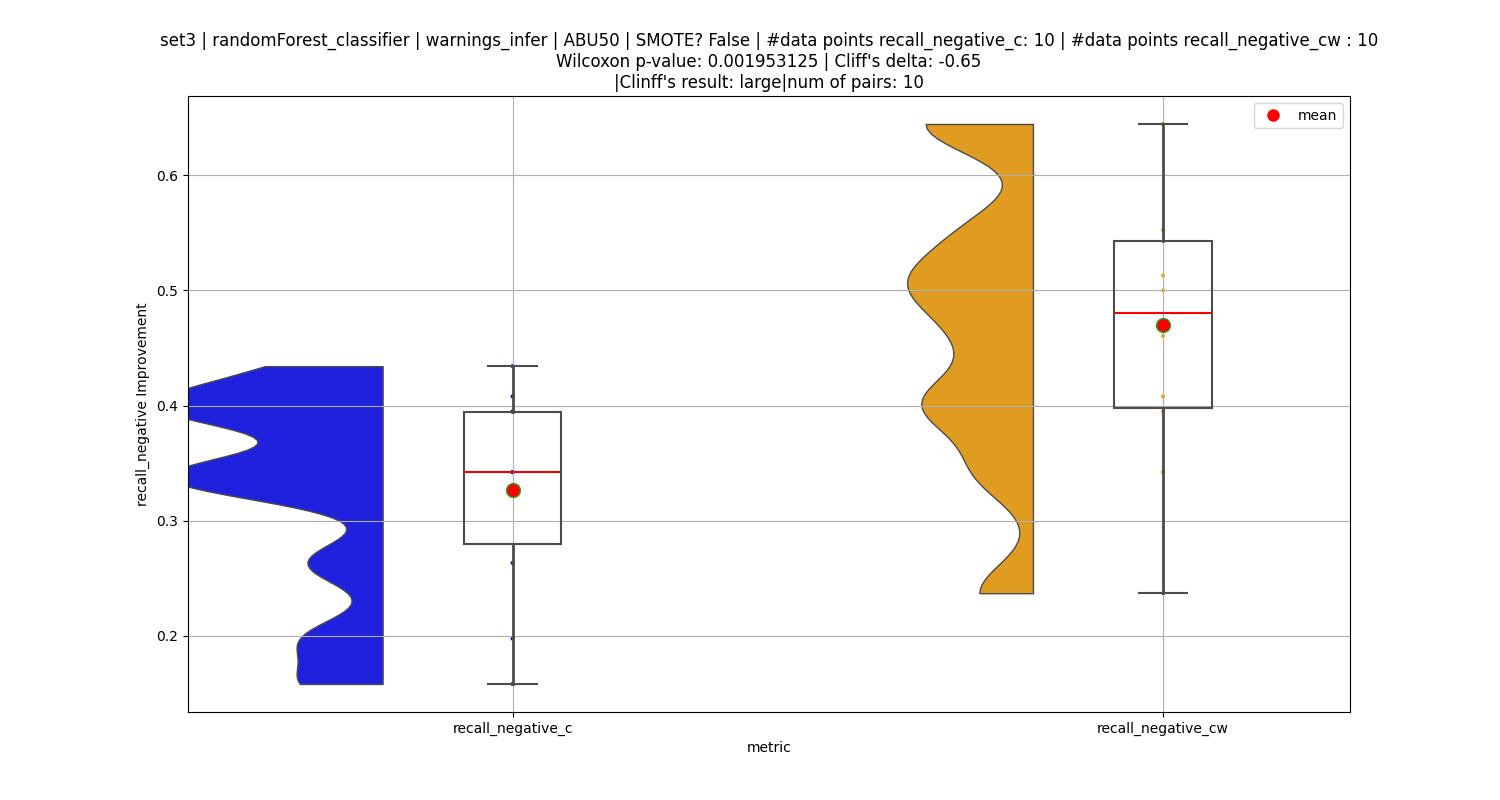 set3 | randomForest_classifier | warnings_infer | ABU50 | SMOTE? False | #data points recall_negative_c: 10 | #data points recall_negative_cw : 10
Wilcoxon p-value: 0.001953125 | Cliff's delta: -0.65
|Clinff's result: large|num of pairs: 10
mean
0.6
0.5
0.4
0.3
0.2
recall_negative Improvement
recall_negative_c
recall_negative_cw
metric